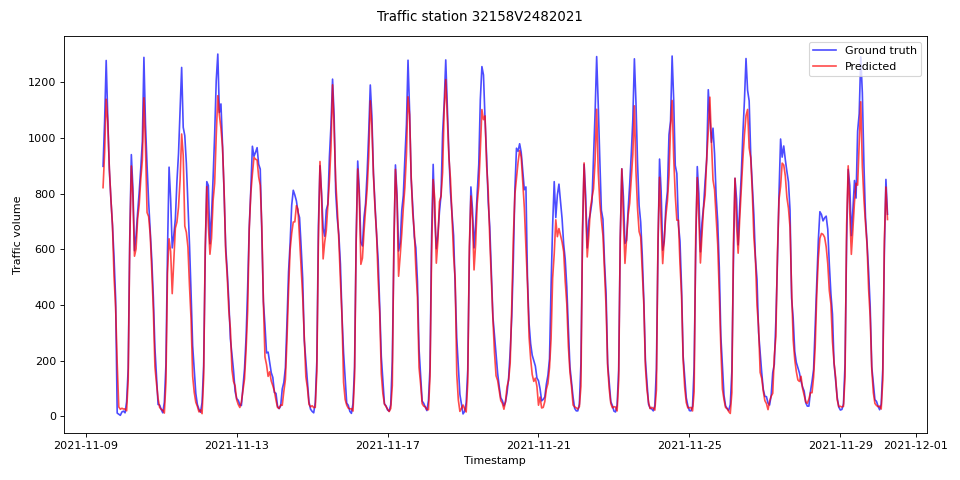 Traffic station 32158V2482021
Ground truth
Predicted
Traffic volume
1200
1000
800
600
400
200
0
2021-11-09
2021-11-13
2021-11-17
2021-11-21
2021-11-25
2021-11-29
2021-12-01
Timestamp